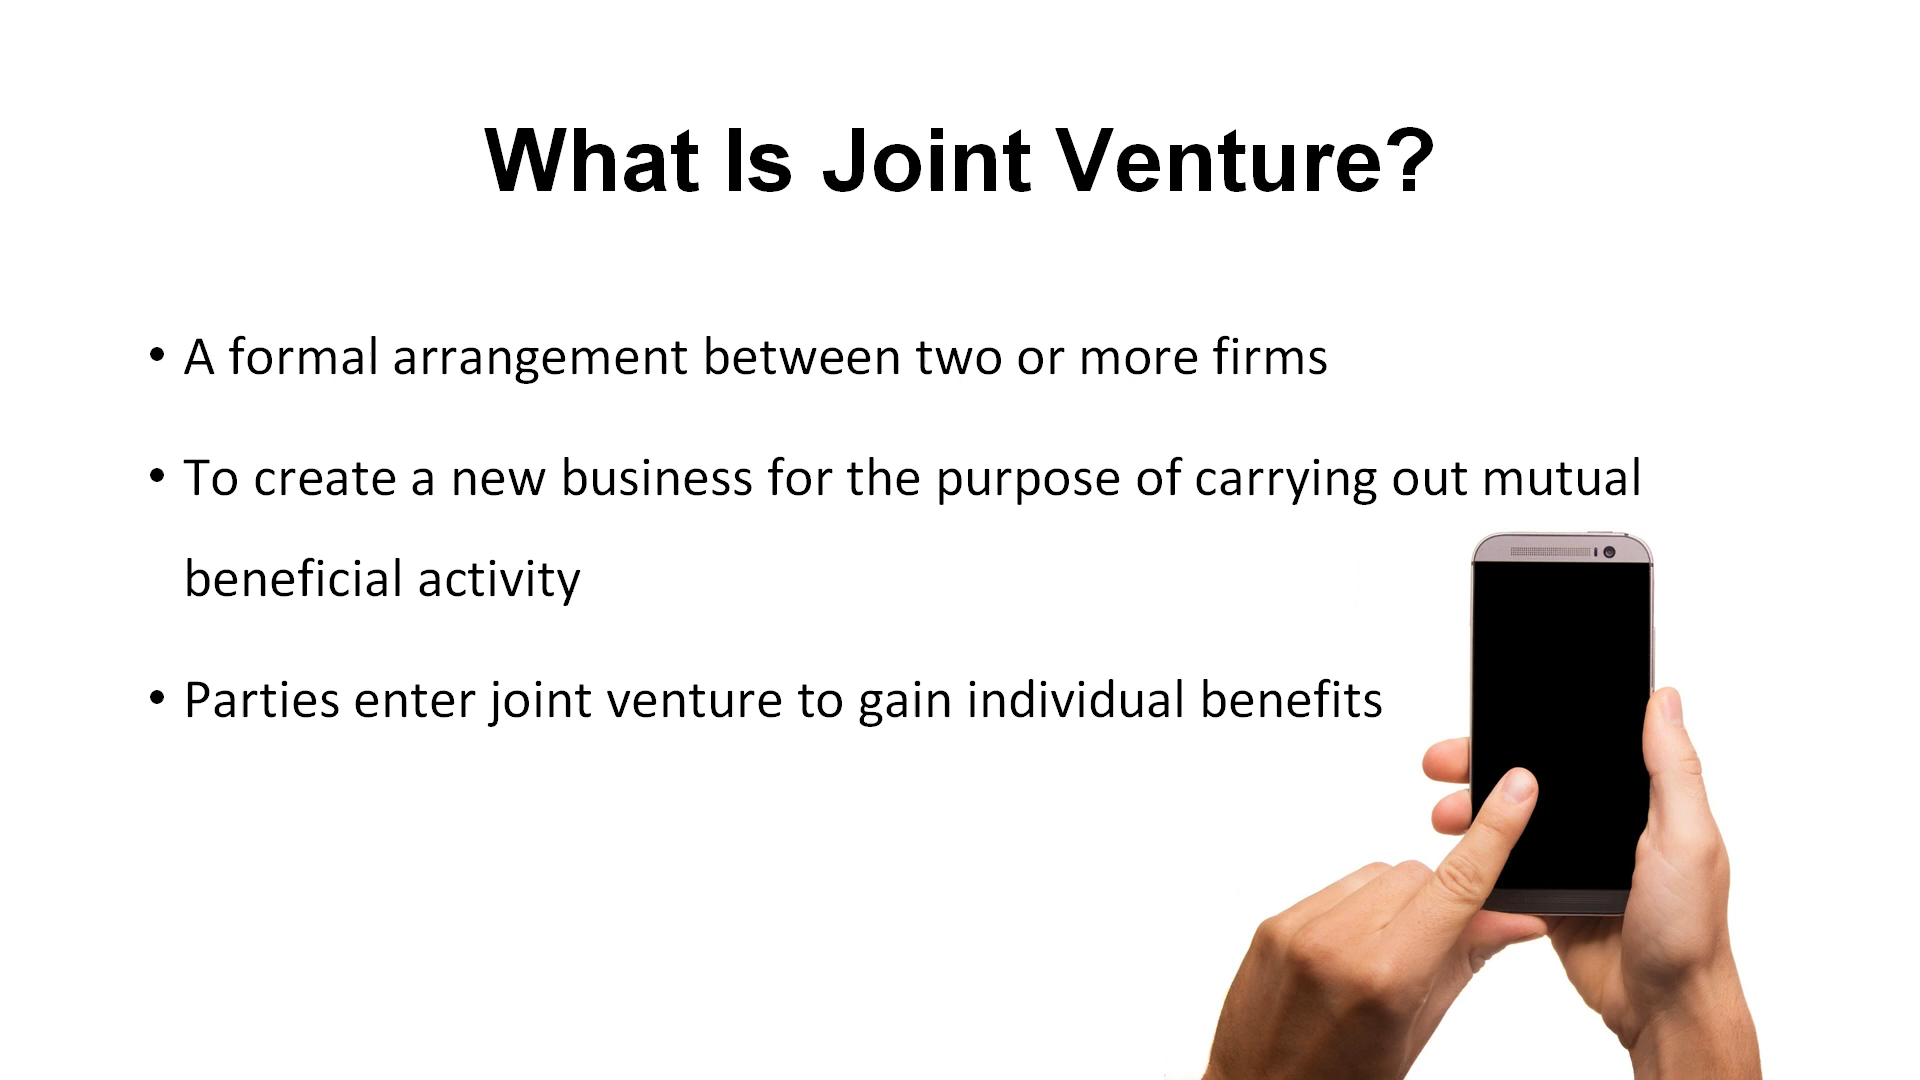 What Is Joint Venture?
• A formal arrangement between two or more firms
• To create a new business for the purpose of carrying out mutual
beneficial activity
• Parties enter joint venture to gain individual benefits